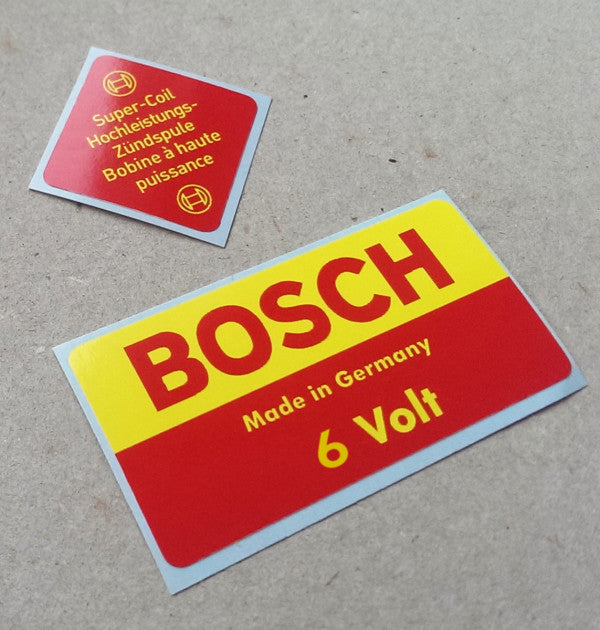 Super-Coil
Hochleistungs-
Zündspule
Bobine à haute
puissance
BOSCH
Made in Germany
6 Volt